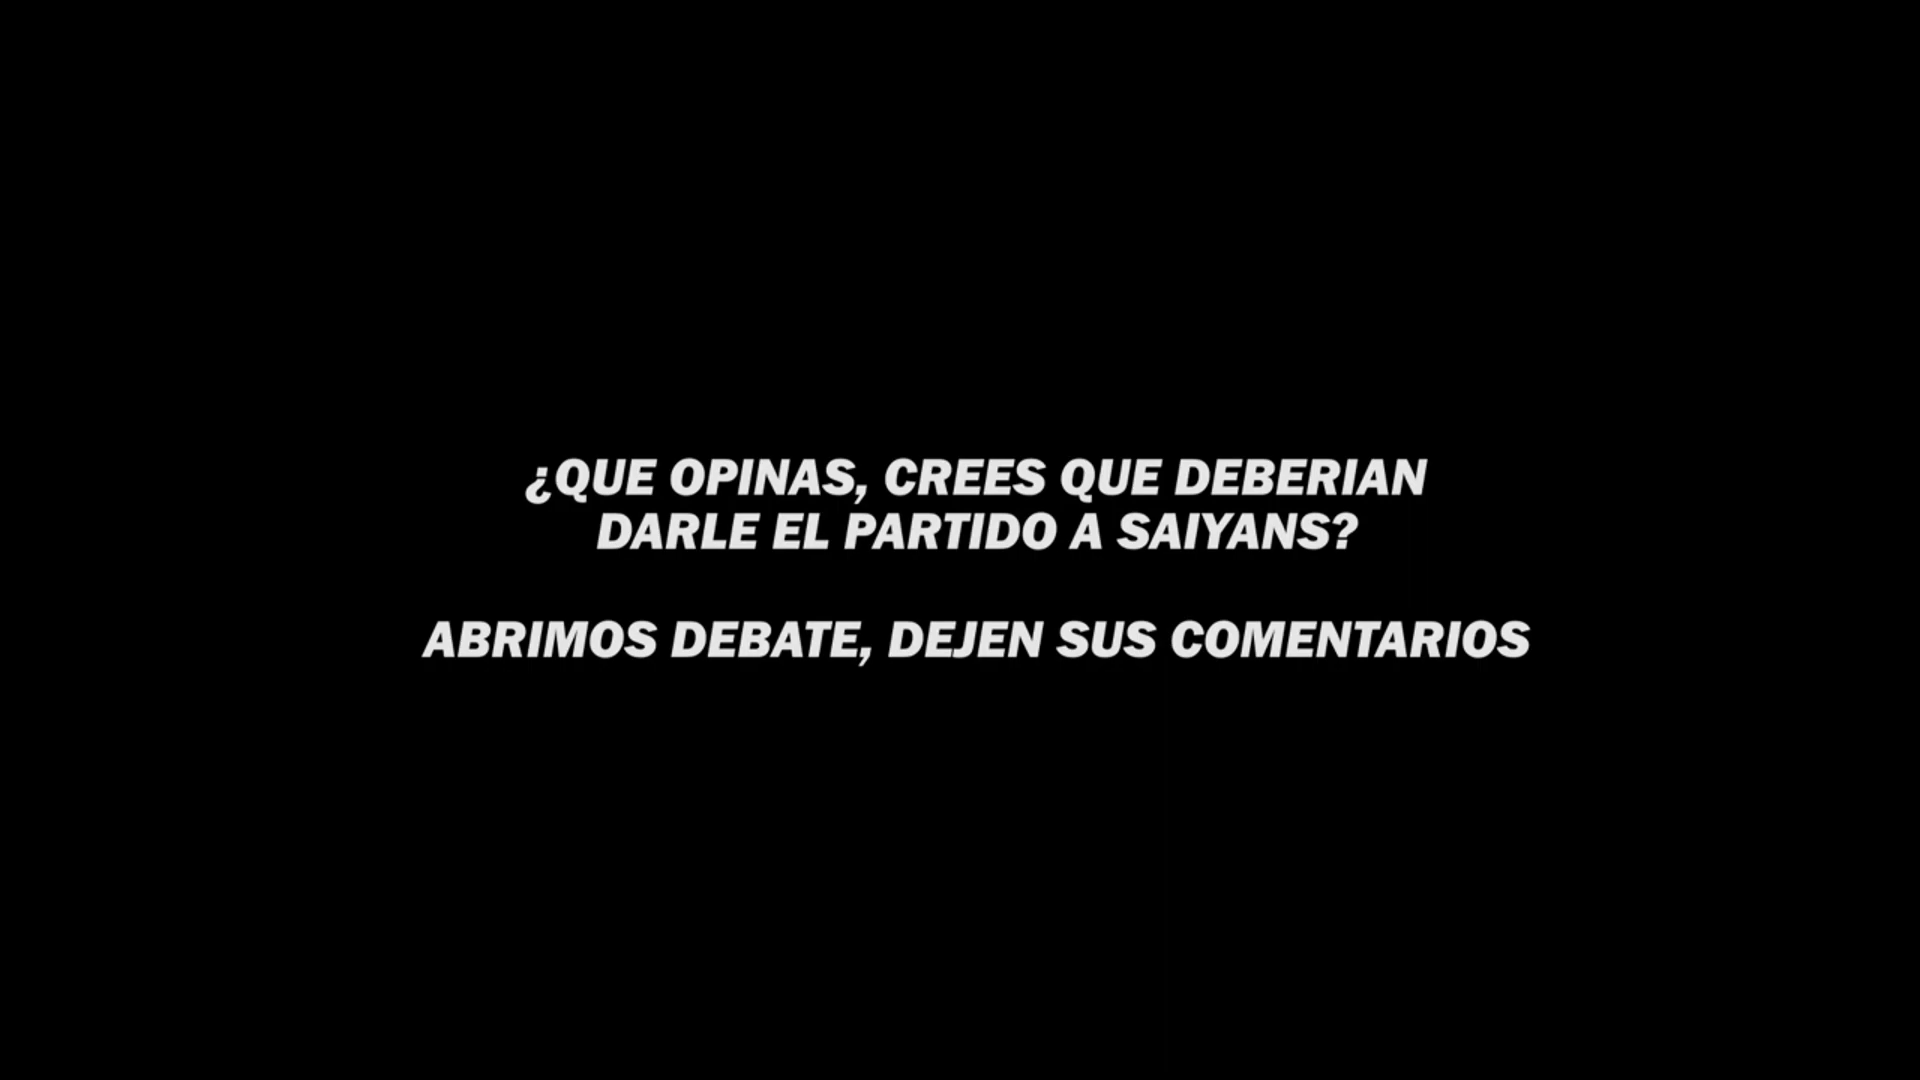 ¿QUE OPINAS, CREES QUE DEBERIAN
DARLE EL PARTIDO A SAIYANS?
ABRIMOS DEBATE, DEJEN SUS COMENTARIOS